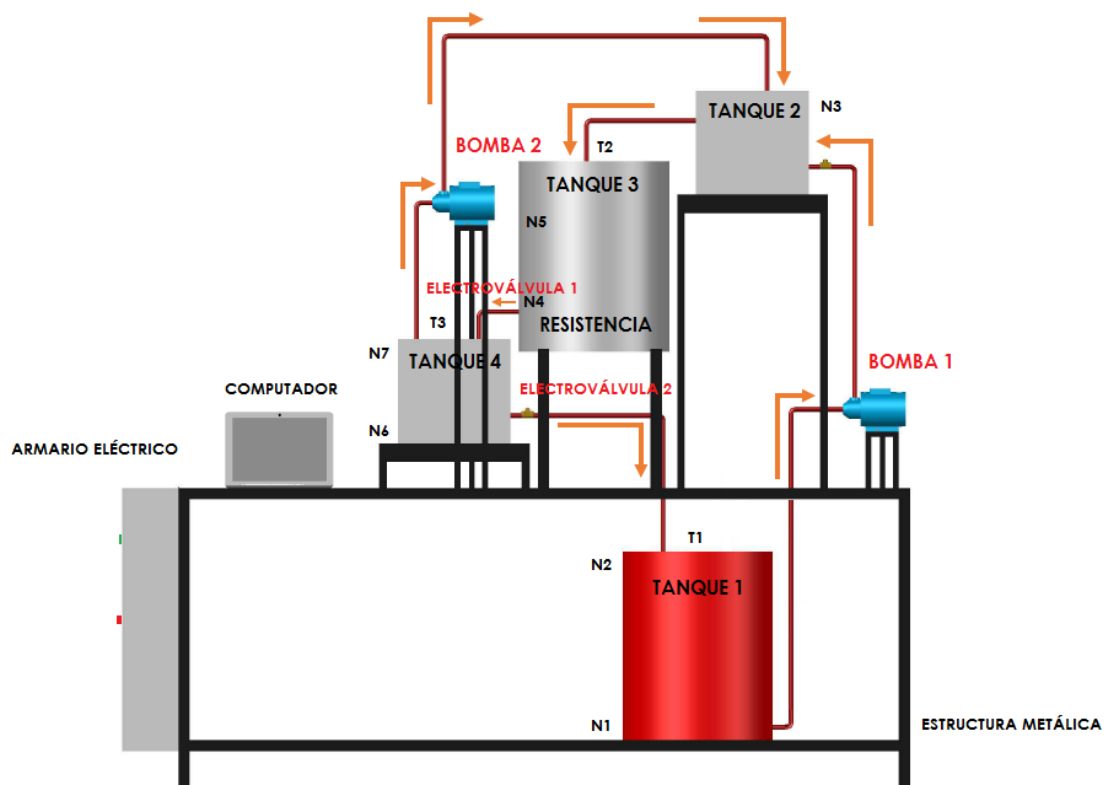 TANQUE 2
N3
BOMBA 2
T2
TANQUE 3
N5
ELECTROVÁLVULA 1
N4
T3
RESISTENCIA
N7
TANQUE 4
BOMBA 1
COMPUTADOR
ELECTROVÁLVULA 2
N6
ARMARIO ELÉCTRICO
T1
N2
TANQUE 1
N1
ESTRUCTURA METÁLICA